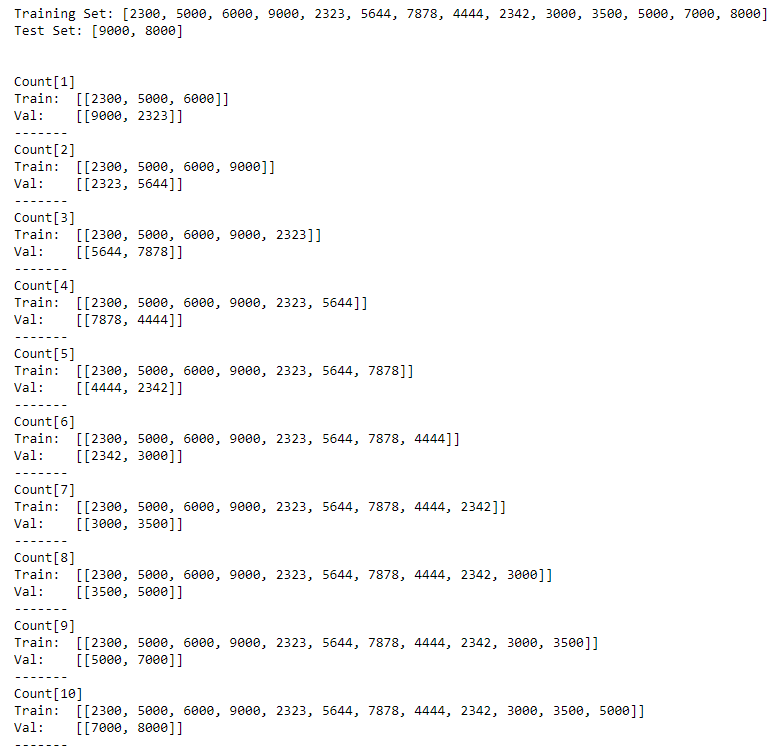 Training Set: [2300, 5000, 6000, 9000, 2323, 5644, 7878, 4444, 2342, 3000, 3500, 5000, 7000, 8000]
Test Set: [9000, 8000]
Count[1]
Train:  [[2300, 5000, 6000]]
Val:    [[9000, 2323]]
-------
Count[2]
Train:  [[2300, 5000, 6000, 9000]]
Val:    [[2323, 5644]]
-------
Count[3]
Train:  [[2300, 5000, 6000, 9000, 2323]]
Val:    [[5644, 7878]]
-------
Count[4]
Train:  [[2300, 5000, 6000, 9000, 2323, 5644]]
Val:    [[7878, 4444]]
-------
Count[5]
Train:  [[2300, 5000, 6000, 9000, 2323, 5644, 7878]]
Val:    [[4444, 2342]]
-------
Count[6]
Train:  [[2300, 5000, 6000, 9000, 2323, 5644, 7878, 4444]]
Val:    [[2342, 3000]]
-------
Count[7]
Train:  [[2300, 5000, 6000, 9000, 2323, 5644, 7878, 4444, 2342]]
Val:    [[3000, 3500]]
-------
Count[8]
Train:  [[2300, 5000, 6000, 9000, 2323, 5644, 7878, 4444, 2342, 3000]]
Val:    [[3500, 5000]]
-------
Count[9]
Train:  [[2300, 5000, 6000, 9000, 2323, 5644, 7878, 4444, 2342, 3000, 3500]]
Val:    [[5000, 7000]]
-------
Count[10]
Train:  [[2300, 5000, 6000, 9000, 2323, 5644, 7878, 4444, 2342, 3000, 3500, 5000]]
Val:    [[7000, 8000]]
-------